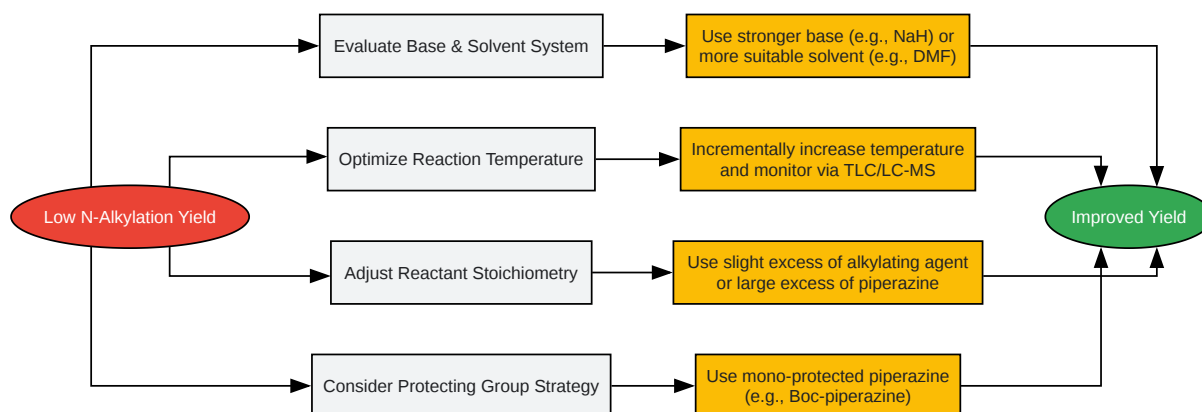 Evaluate Base & Solvent System
Use stronger base (e.g., NaH) or
more suitable solvent (e.g., DMF)
Optimize Reaction Temperature
Incrementally increase temperature
and monitor via TLC/LC-MS
Low N-Alkylation Yield
Improved Yield
Adjust Reactant Stoichiometry
Use slight excess of alkylating agent
or large excess of piperazine
Consider Protecting Group Strategy
Use mono-protected piperazine
(e.g., Boc-piperazine)